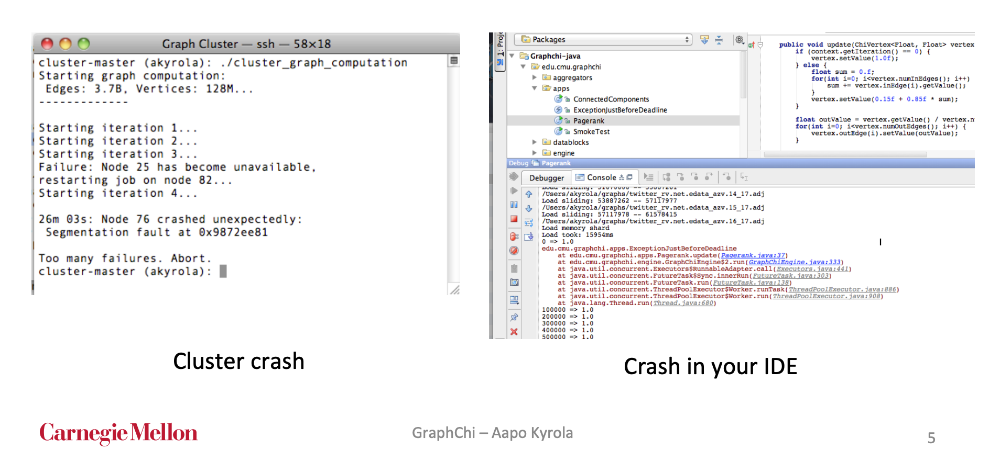 Graph Cluster — ssh — 58×18
cluster-master (akyrola): ./cluster_graph_computation
Starting graph computation:
Edges: 3.7B, Vertices: 128M...
-------------
Starting iteration 1...
Starting iteration 2...
Starting iteration 3...
Failure: Node 25 has become unavailable,
restarting job on node 82...
Starting iteration 4...
26m 03s: Node 76 crashed unexpectedly:
Segmentation fault at 0x9872ee81
Too many failures. Abort.
cluster-master (akyrola):
Cluster crash
1: Proje
Packages
Graphchi-java
edu.cmu.graphchi
aggregators
apps
ConnectedComponents
ExceptionJustBeforeDeadline
Pagerank
SmokeTest
datablocks
engine
public void update(ChiVertex<Float, Float> vertex
if (context.getIteration() == 0) {
vertex.setValue(1.0f);
} else {
float sum = 0.f;
for(int i=0; i<vertex.numInEdges(); i++)
sum += vertex.inEdge(i).getValue();
}
vertex.setValue(0.15f + 0.85f * sum);
}
float outValue = vertex.getValue() / vertex.n
for(int i=0; i<vertex.numOutEdges(); i++) {
vertex.outEdge(i).setValue(outValue);
}
Debug Pagerank
Debugger Console
Load sliding:
/Users/akyrola/graphs/twitter_rv.net.edata_azv.14_17.adj
Load sliding: 53887262 -- 57117977
/Users/akyrola/graphs/twitter_rv.net.edata_azv.15_17.adj
Load sliding: 57117978 -- 61578415
/Users/akyrola/graphs/twitter_rv.net.edata_azv.16_17.adj
Load memory shard
Load took: 15954ms
0 => 1.0
edu.cmu.graphchi.apps.ExceptionJustBeforeDeadline
at edu.cmu.graphchi.apps.Pagerank.update(Pagerank.java:37)
at edu.cmu.graphchi.engine.GraphChiEngine$2.run(GraphChiEngine.java:333)
at java.util.concurrent.Executors$RunnableAdapter.call(Executors.java:441)
at java.util.concurrent.FutureTask$Sync.innerRun(FutureTask.java:303)
at java.util.concurrent.FutureTask.run(FutureTask.java:138)
at java.util.concurrent.ThreadPoolExecutor$Worker.runTask(ThreadPoolExecutor.java:886)
at java.util.concurrent.ThreadPoolExecutor$Worker.run(ThreadPoolExecutor.java:908)
at java.lang.Thread.run(Thread.java:680)
100000 => 1.0
200000 => 1.0
300000 => 1.0
400000 => 1.0
500000 => 1.0
Crash in your IDE
Carnegie Mellon
GraphChi – Aapo Kyrola
5